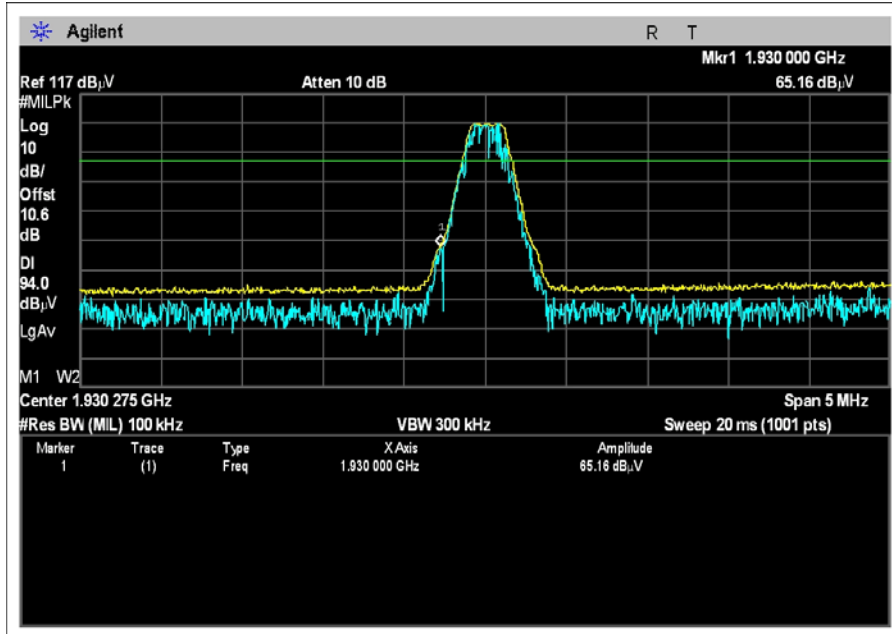 Agilent R T
Mkr1 1.930 000 GHz
Ref 117 dBµV Atten 10 dB 65.16 dBµV
#MILPk
Log
10
dB/
Offst
10.6
dB
DI
94.0
dBµV
LgAv
M1 W2
1
Center 1.930 275 GHz Span 5 MHz
#Res BW (MIL) 100 kHz VBW 300 kHz Sweep 20 ms (1001 pts)
Marker Trace Type X Axis Amplitude
1 (1) Freq 1.930 000 GHz 65.16 dBµV